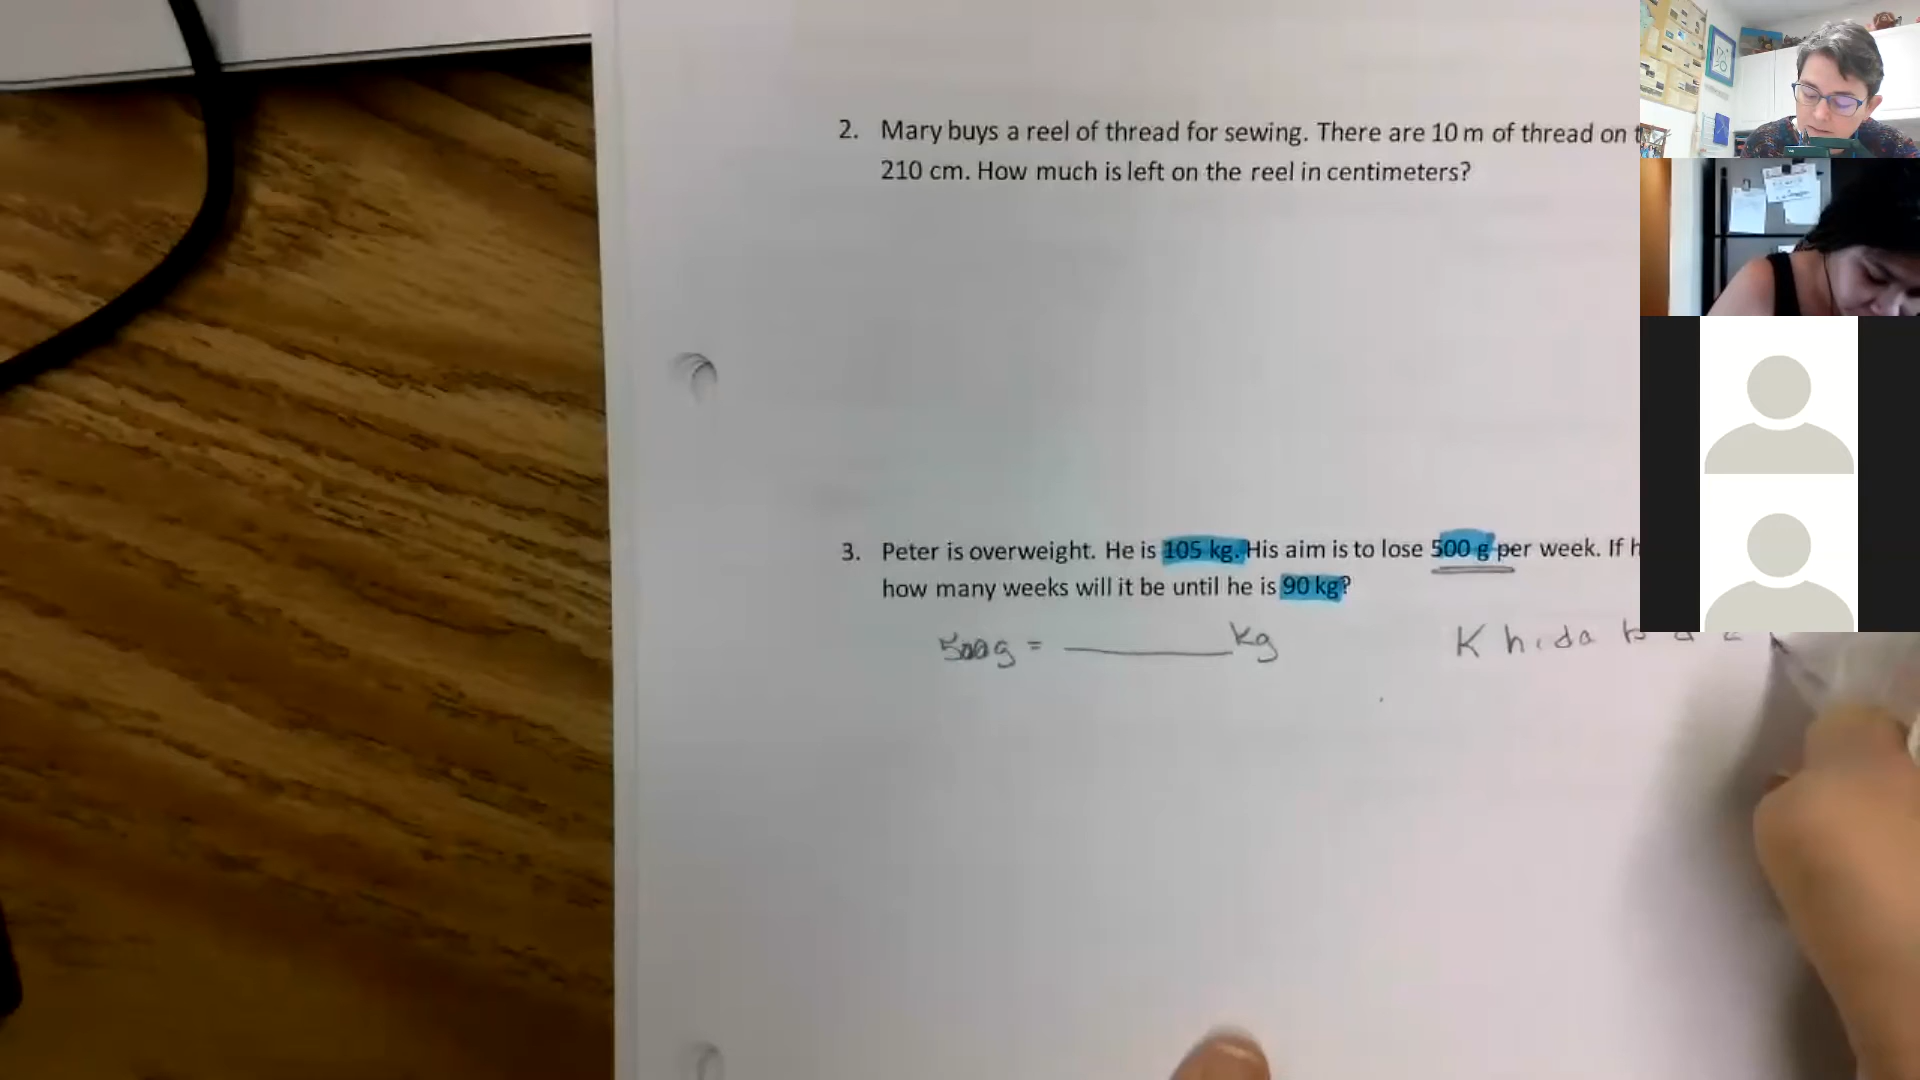 2. Mary buys a reel of thread for sewing. There are 10 m of thread on
210 cm. How much is left on the reel in centimeters?
3. Peter is overweight. He is 105 kg. His aim is to lose 500 g per week. If
how many weeks will it be until he is 90 kg?
500g = ______ kg
K h da b d c